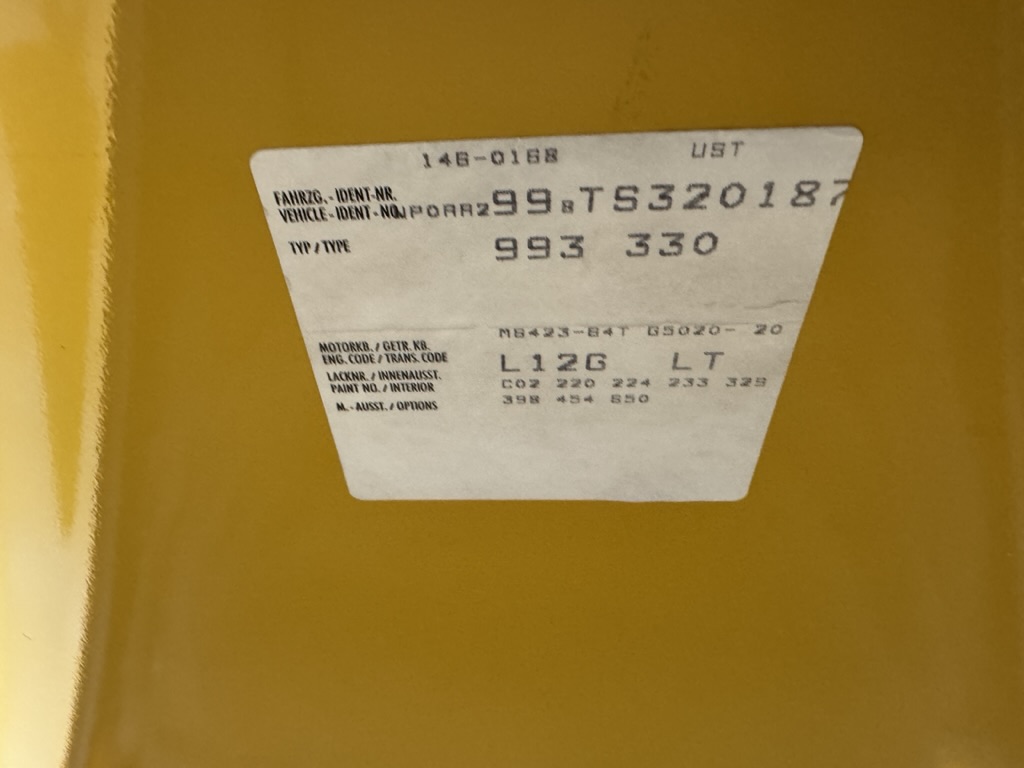 146-0168 UST
FAHRZG.-IDENT-NR.
VEHICLE-IDENT-NO. WP0AA2998TS320187
TYP/TYPE 993 330
M6423-64T G5020- 20
MOTORKB./GETR.KB.
ENG.CODE/TRANS.CODE L12G LT
LACKNR./INNENAUSST.
PAINT NO./INTERIOR C02 220 224 233 329
M.-AUSST./OPTIONS 398 454 650